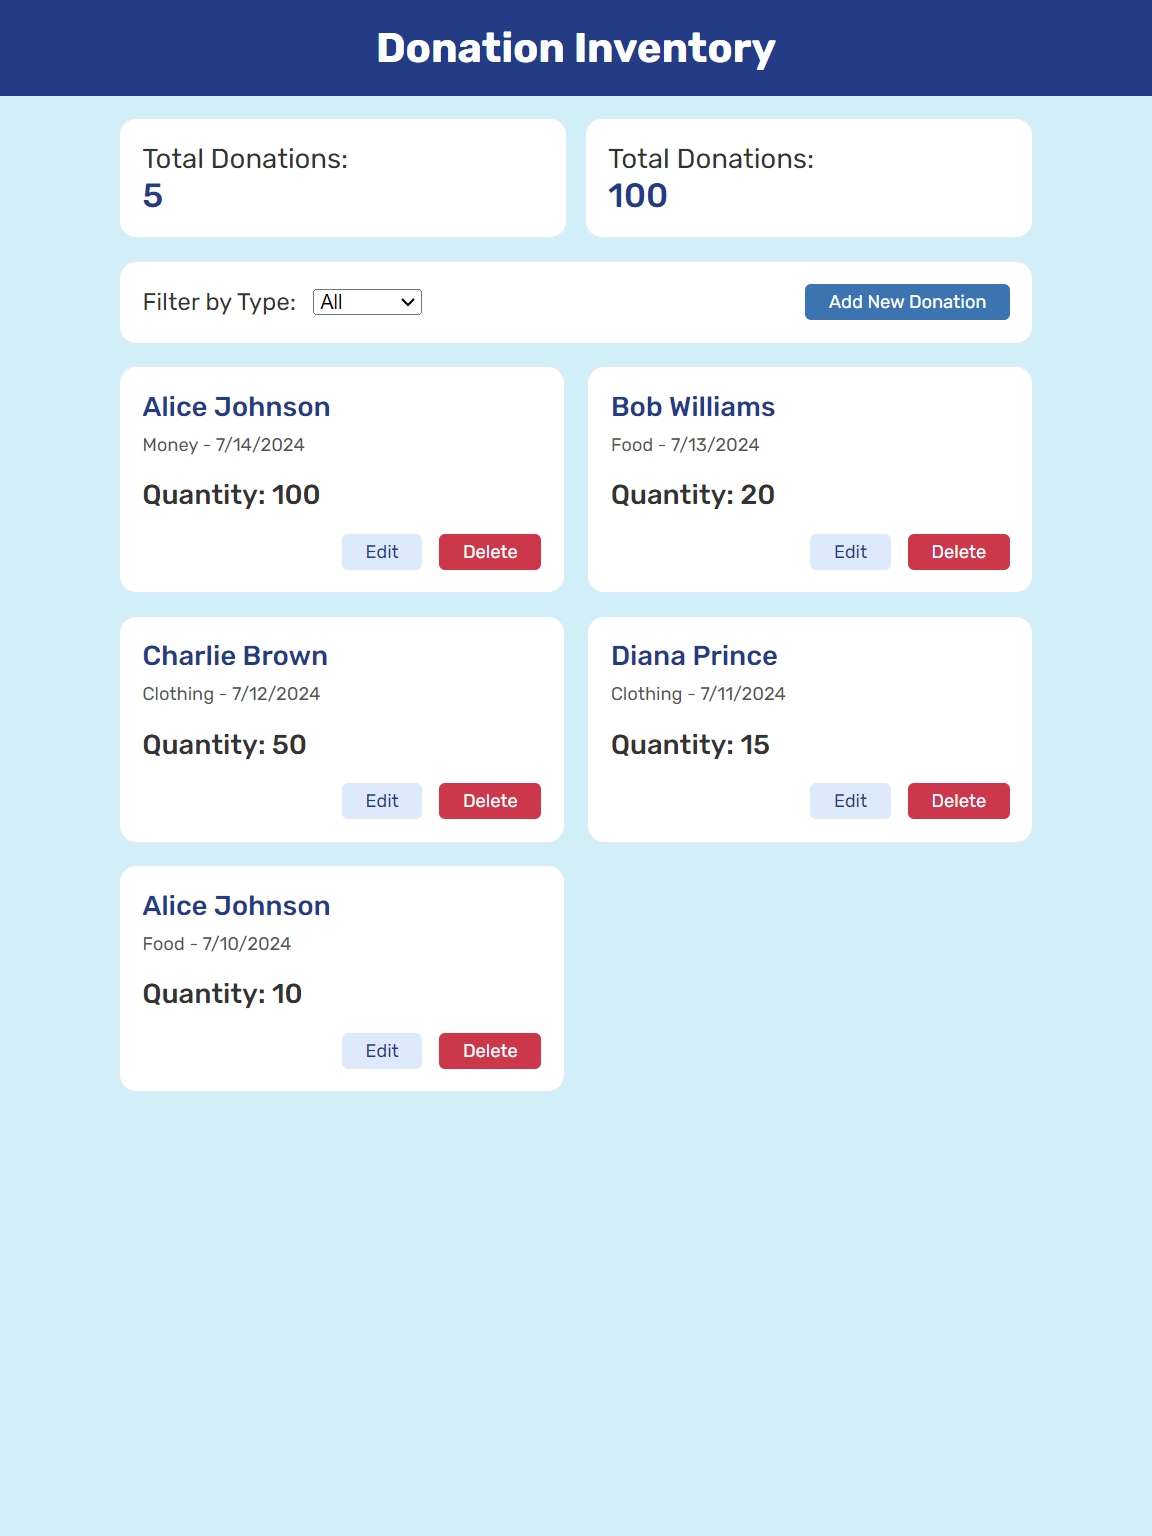 Donation Inventory
Total Donations:
5
Total Donations:
100
Filter by Type: All
Add New Donation
Alice Johnson
Money - 7/14/2024
Quantity: 100
Edit Delete
Bob Williams
Food - 7/13/2024
Quantity: 20
Edit Delete
Charlie Brown
Clothing - 7/12/2024
Quantity: 50
Edit Delete
Diana Prince
Clothing - 7/11/2024
Quantity: 15
Edit Delete
Alice Johnson
Food - 7/10/2024
Quantity: 10
Edit Delete